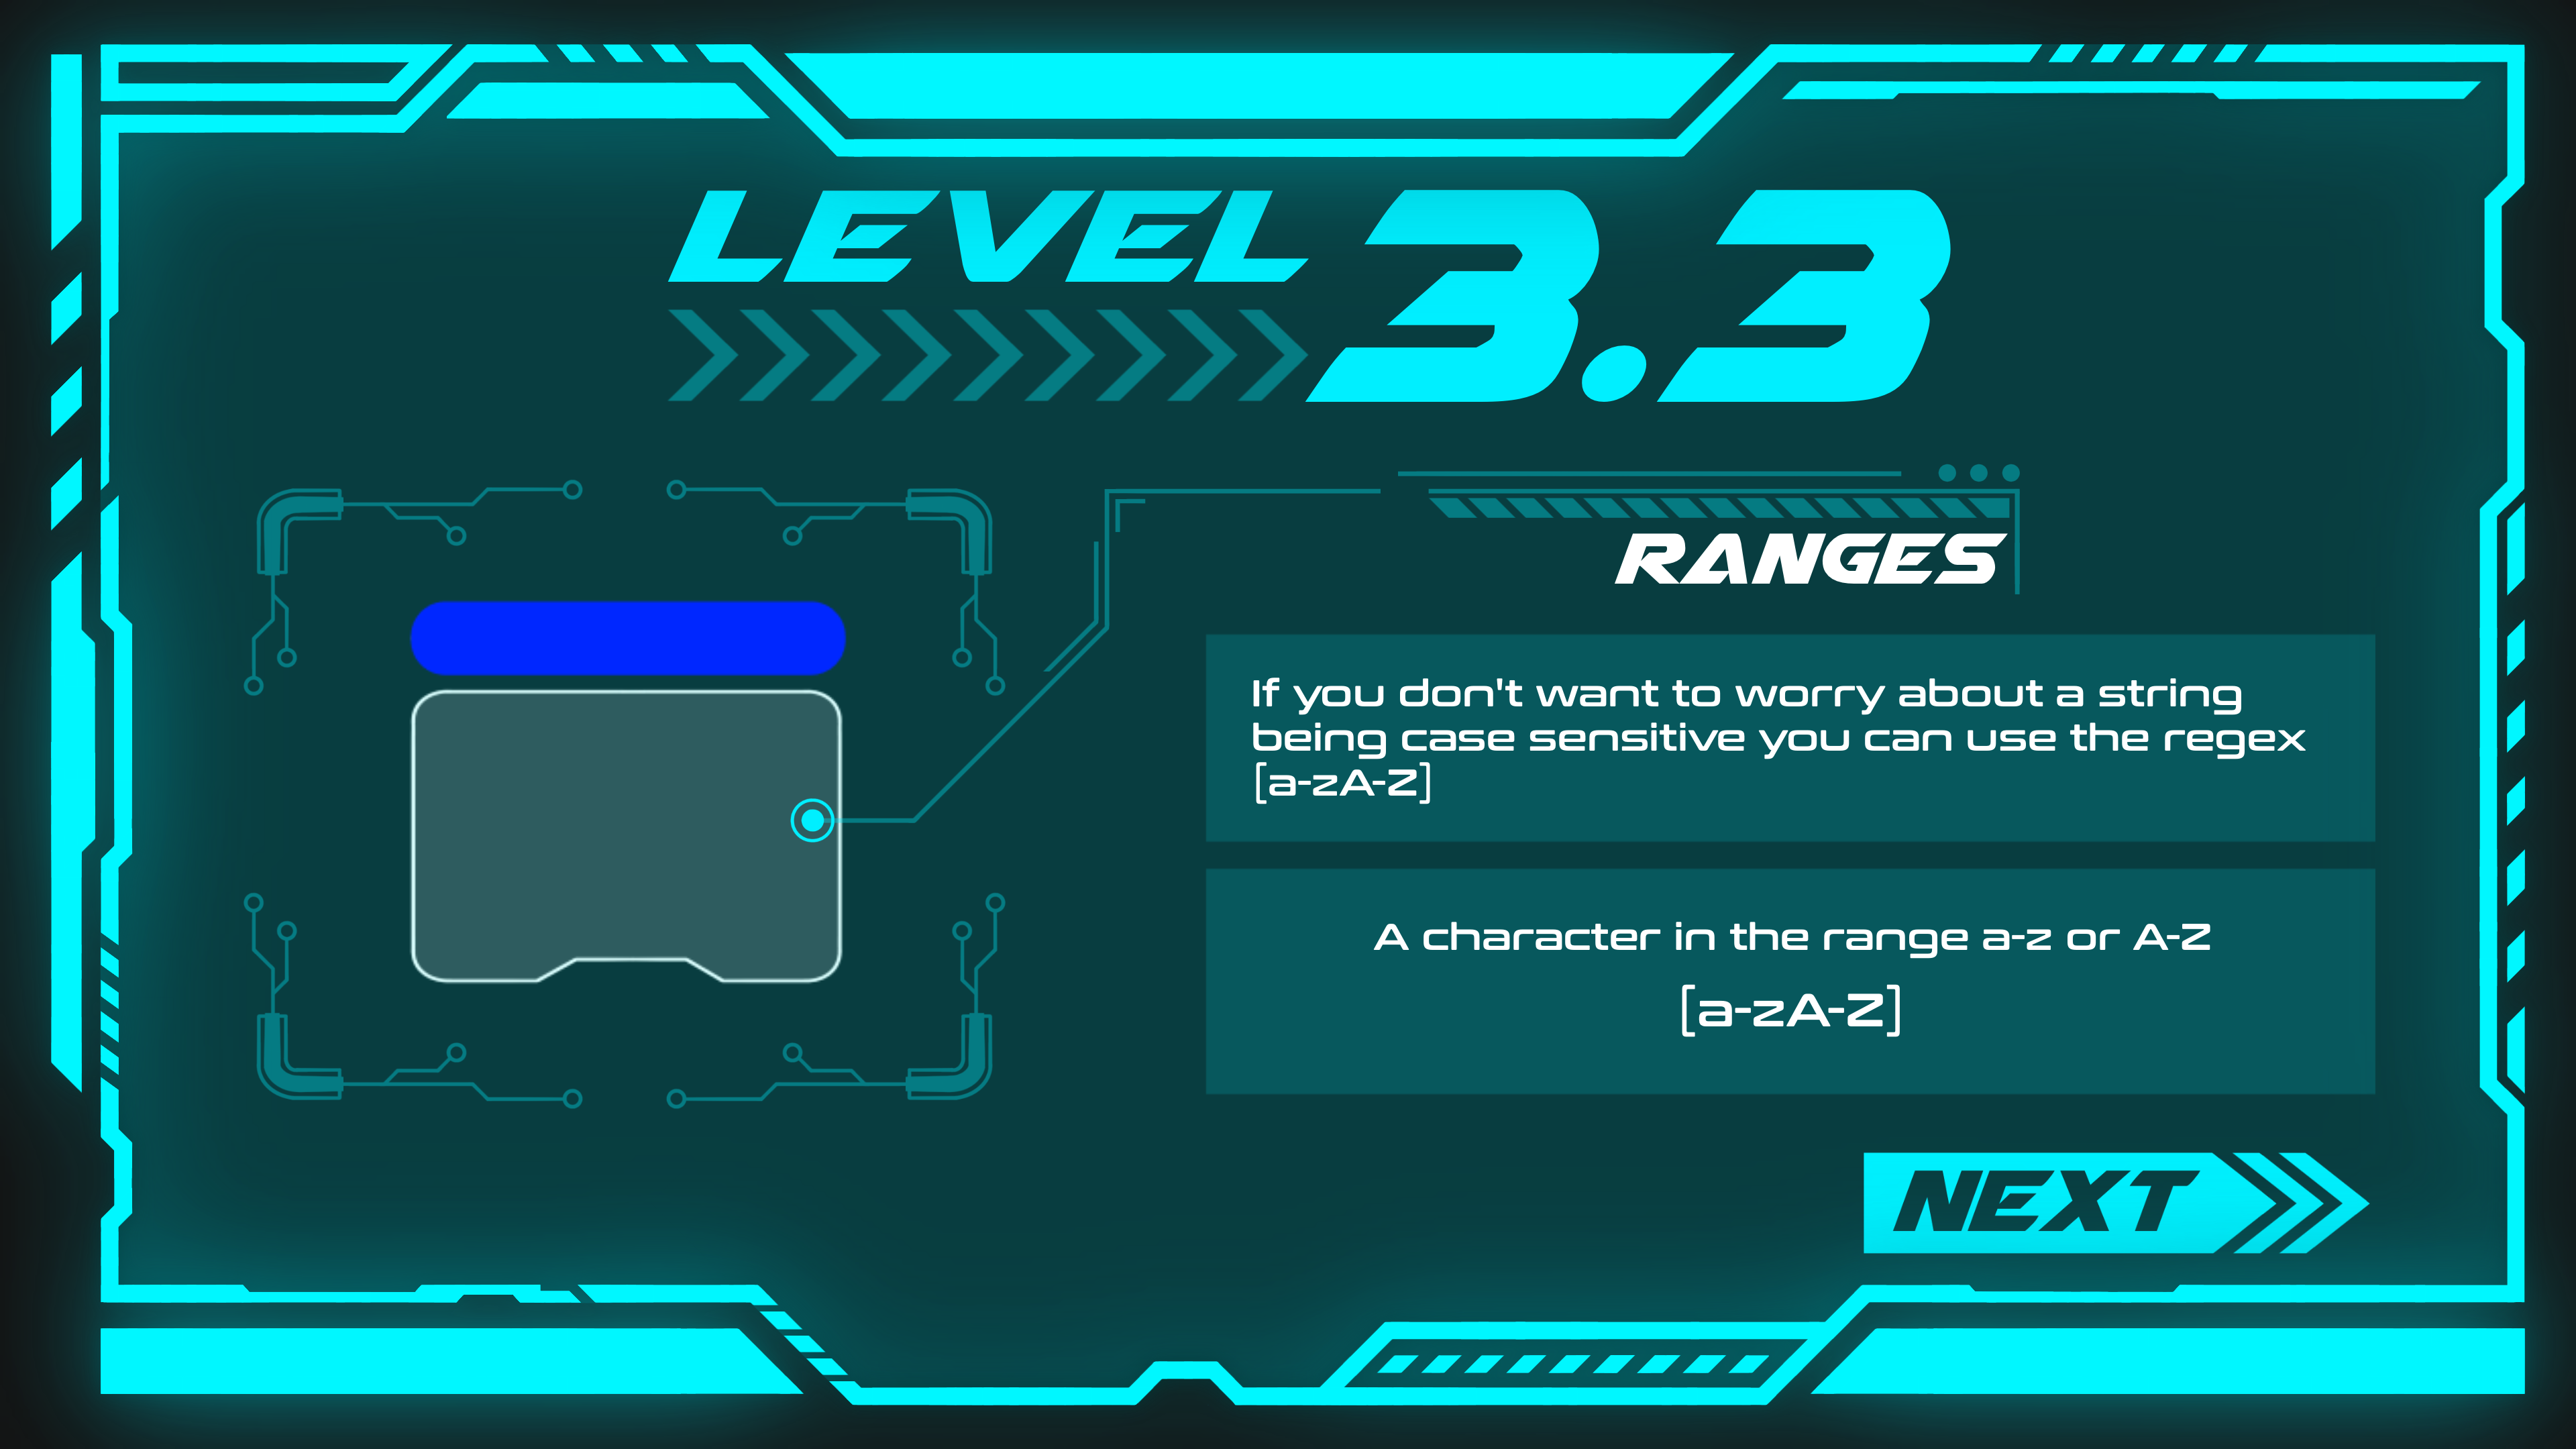 LEVEL 3.3
RANGES
If you don't want to worry about a string
being case sensitive you can use the regex
[a-zA-Z]
A character in the range a-z or A-Z
[a-zA-Z]
NEXT